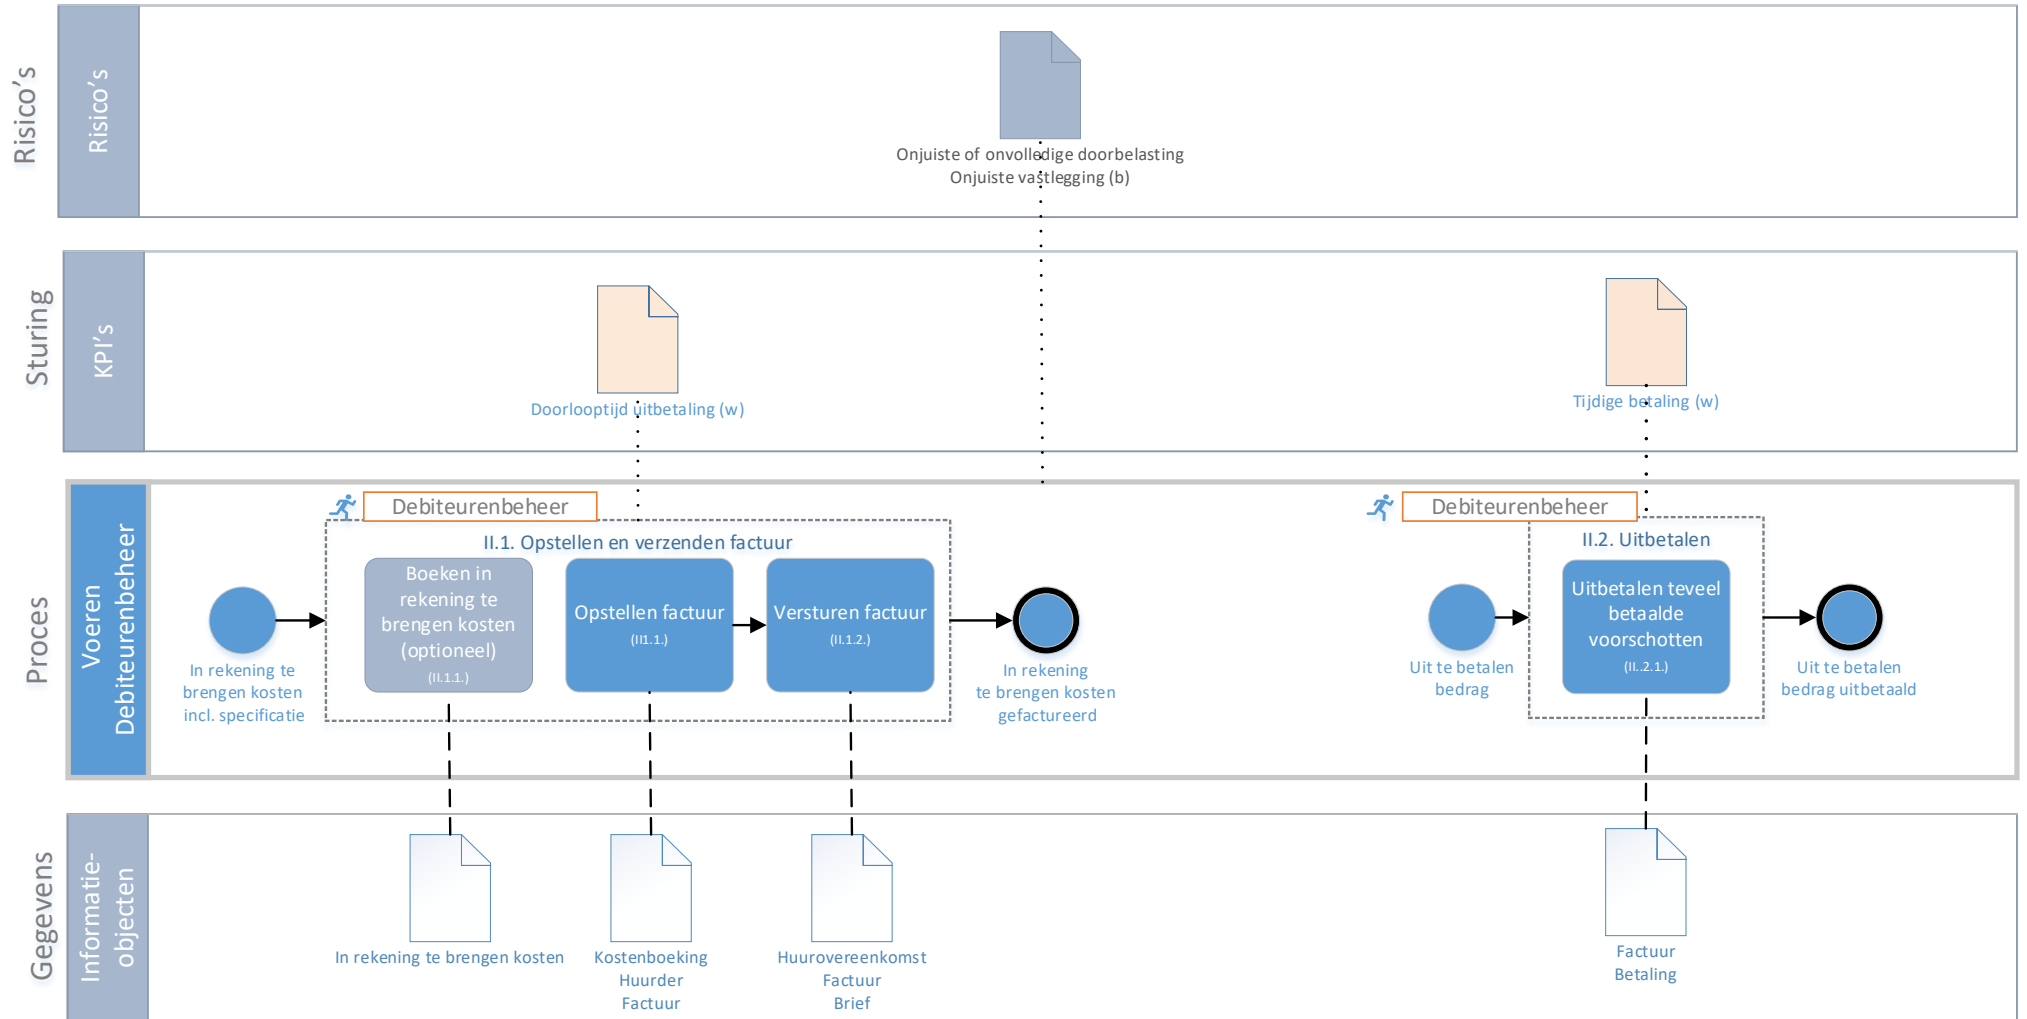 Risico's
Risico's
Onjuiste of onvolledige doorbelasting
Onjuiste vastlegging (b)
Sturing
KPI's
Doorlooptijd uitbetaling (w)
Tijdige betaling (w)
Proces
Voeren
Debiteurenbeheer
Debiteurenbeheer
II.1. Opstellen en verzenden factuur
In rekening te
brengen kosten
incl. specificatie
Boeken in
rekening te
brengen kosten
(optioneel)
(II.1.1.)
Opstellen factuur
(II1.1.)
Versturen factuur
(II.1.2.)
In rekening
te brengen kosten
gefactureerd
Debiteurenbeheer
II.2. Uitbetalen
Uit te betalen
bedrag
Uitbetalen teveel
betaalde
voorschotten
(II..2.1.)
Uit te betalen
bedrag uitbetaald
Gegevens
Informatie-
objecten
In rekening te brengen kosten
Kostenboeking
Huurder
Factuur
Huurovereenkomst
Factuur
Brief
Factuur
Betaling